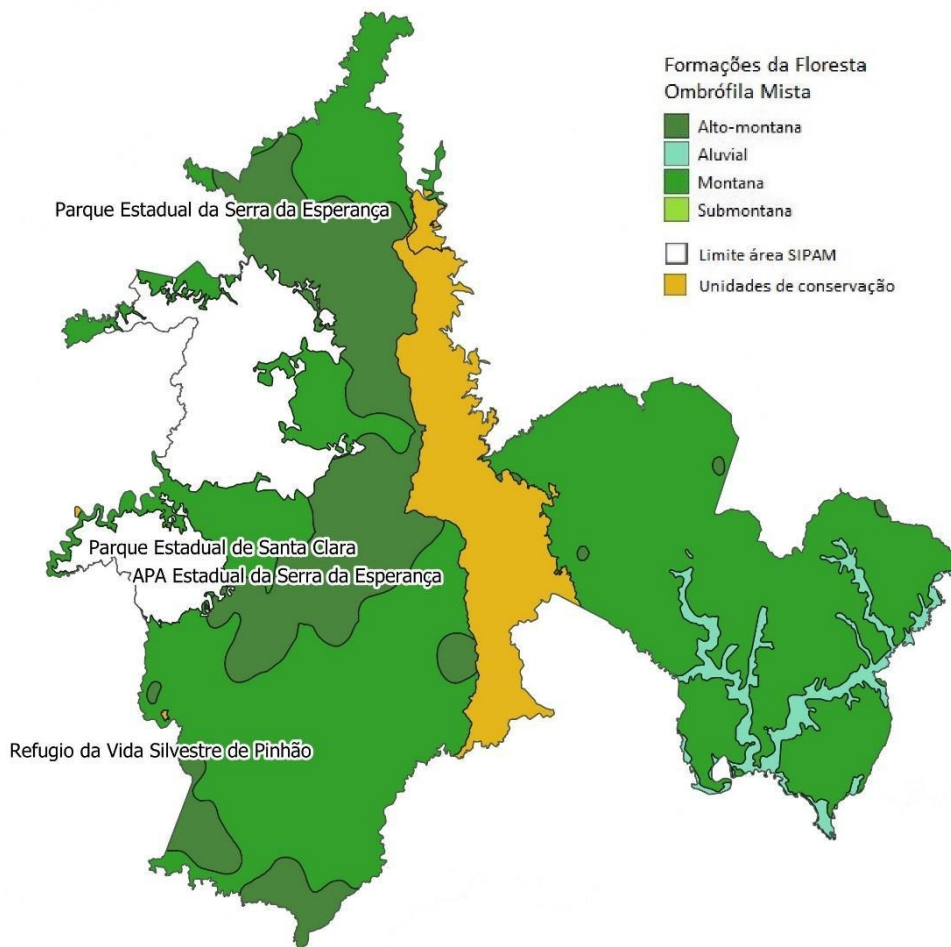 Formações da Floresta
Ombrófila Mista
Alto-montana
Aluvial
Montana
Submontana
Limite área SIPAM
Unidades de conservação
Parque Estadual da Serra da Esperança
Parque Estadual de Santa Clara
APA Estadual da Serra da Esperança
Refugio da Vida Silvestre de Pinhão